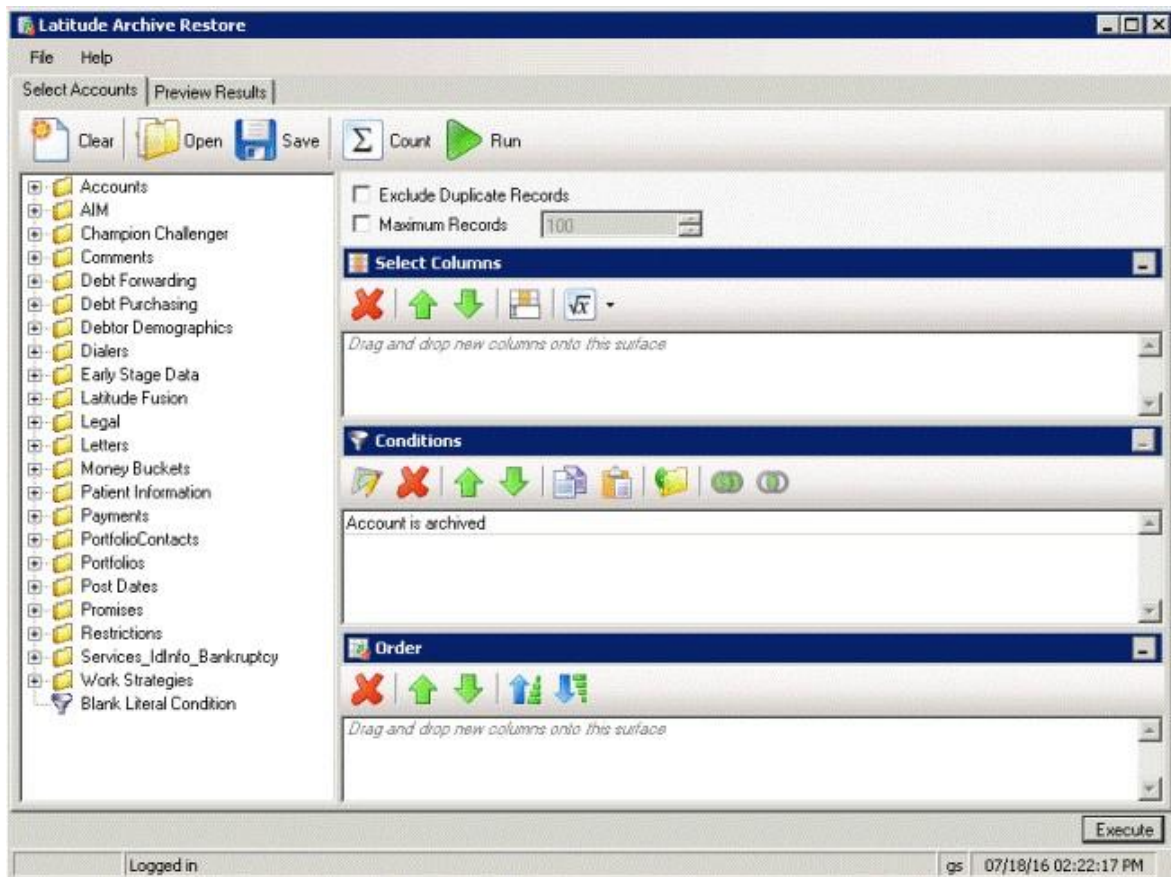 Latitude Archive Restore
File Help
Select Accounts Preview Results
Clear Open Save Σ Count Run
Accounts
AIM
Champion Challenger
Comments
Debt Forwarding
Debt Purchasing
Debtor Demographics
Dialers
Early Stage Data
Latitude Fusion
Legal
Letters
Money Buckets
Patient Information
Payments
PortfolioContacts
Portfolios
Post Dates
Promises
Restrictions
Services_IdInfo_Bankruptcy
Work Strategies
Blank Literal Condition
Exclude Duplicate Records
Maximum Records 100
Select Columns
√x
Drag and drop new columns onto this surface
Conditions
Account is archived
Order
Drag and drop new columns onto this surface
Execute
Logged in gs 07/18/16 02:22:17 PM